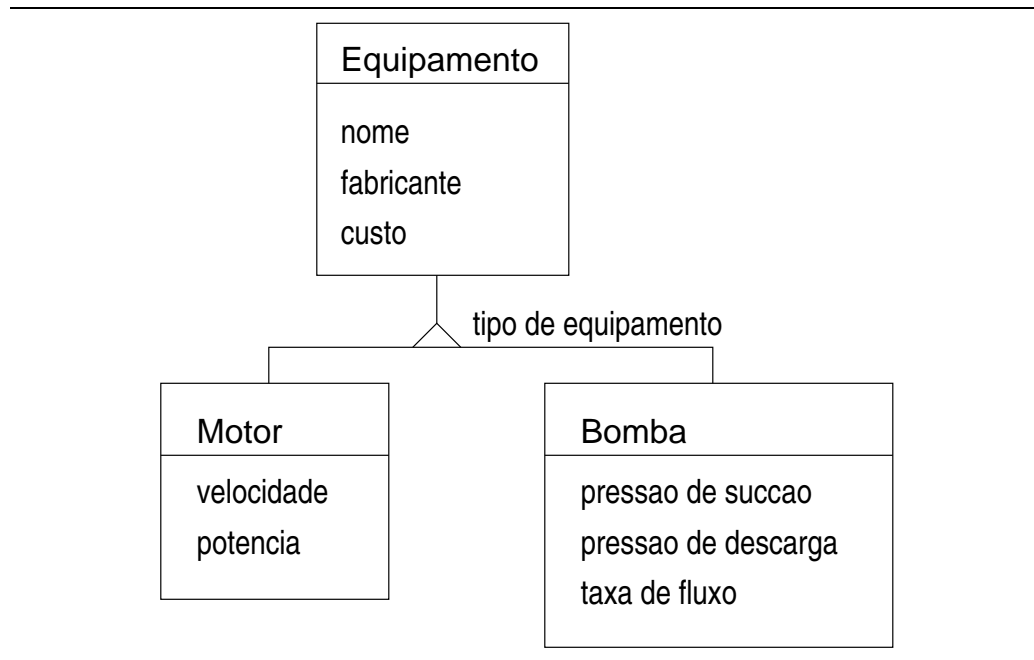 Equipamento
nome
fabricante
custo
tipo de equipamento
Motor
velocidade
potencia
Bomba
pressao de succao
pressao de descarga
taxa de fluxo